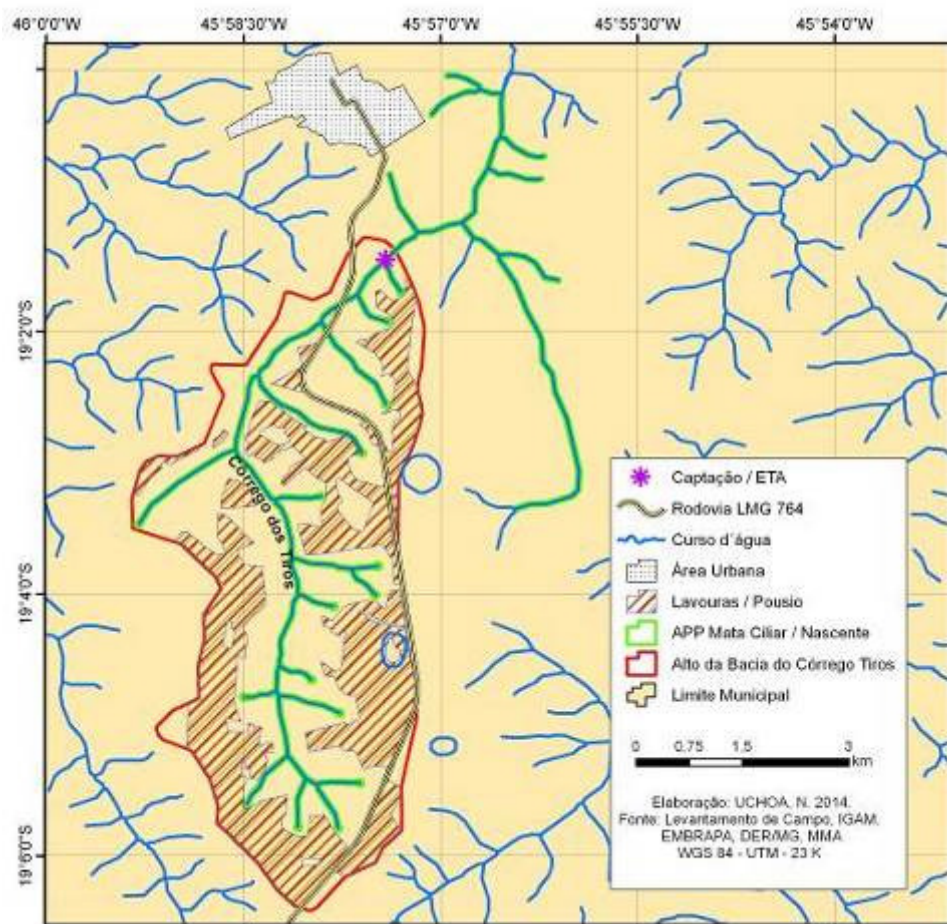 46°0'0"W 45°58'30"W 45°57'0"W 45°55'30"W 45°54'0"W
19°2'0"S
19°4'0"S
19°6'0"S
Córrego dos Tiros
Captação / ETA
Rodovia LMG 764
Curso d´água
Área Urbana
Lavouras / Pousio
APP Mata Ciliar / Nascente
Alto da Bacia do Córrego Tiros
Limite Municipal
0 0,75 1,5 3
km
Elaboração: UCHOA, N. 2014.
Fonte: Levantamento de Campo, IGAM,
EMBRAPA, DER/MG, MMA
WGS 84 - UTM - 23 K